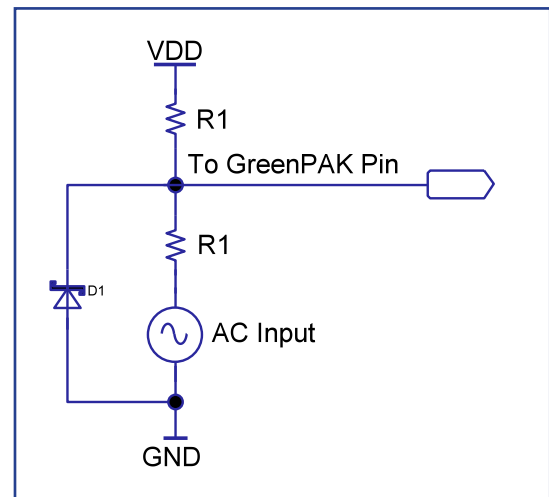 VDD
R1
To GreenPAK Pin
R1
D1
AC Input
GND